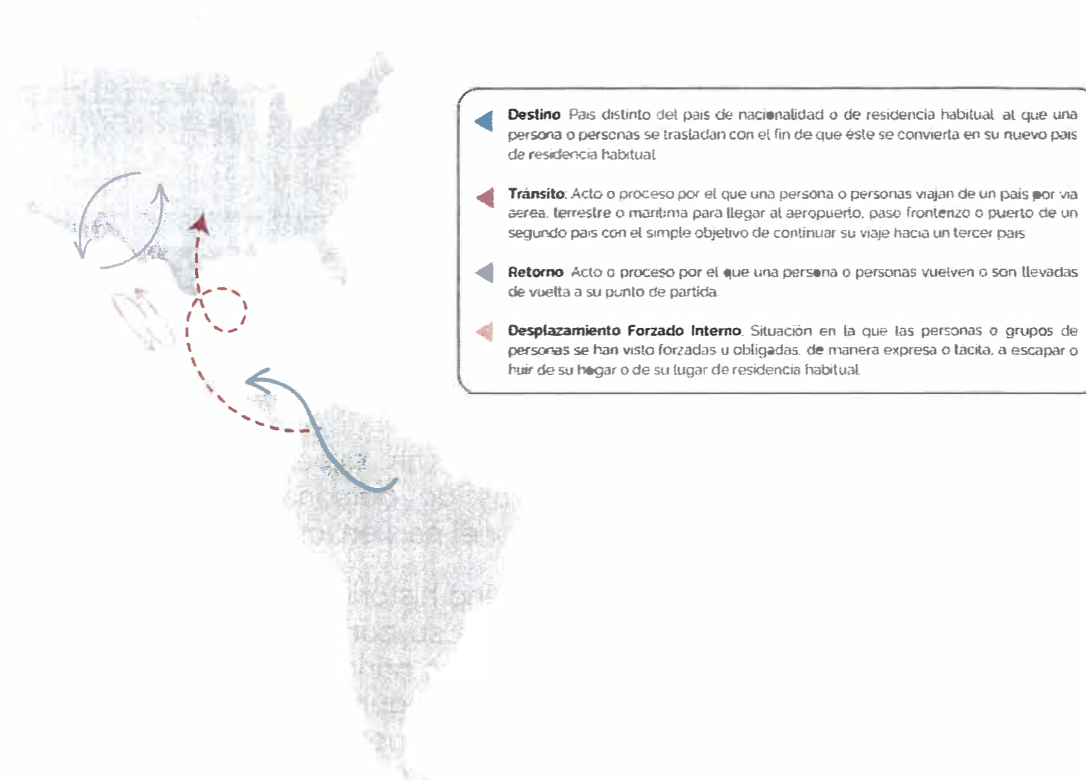 Destino País distinto del país de nacionalidad o de residencia habitual al que una
persona o personas se trasladan con el fin de que éste se convierta en su nuevo país
de residencia habitual
Tránsito: Acto o proceso por el que una persona o personas viajan de un país por vía
aérea, terrestre o marítima para llegar al aeropuerto, paso fronterizo o puerto de un
segundo país con el simple objetivo de continuar su viaje hacia un tercer país
Retorno Acto o proceso por el que una persona o personas vuelven o son llevadas
de vuelta a su punto de partida
Desplazamiento Forzado Interno. Situación en la que las personas o grupos de
personas se han visto forzadas u obligadas, de manera expresa o tácita, a escapar o
huir de su hogar o de su lugar de residencia habitual